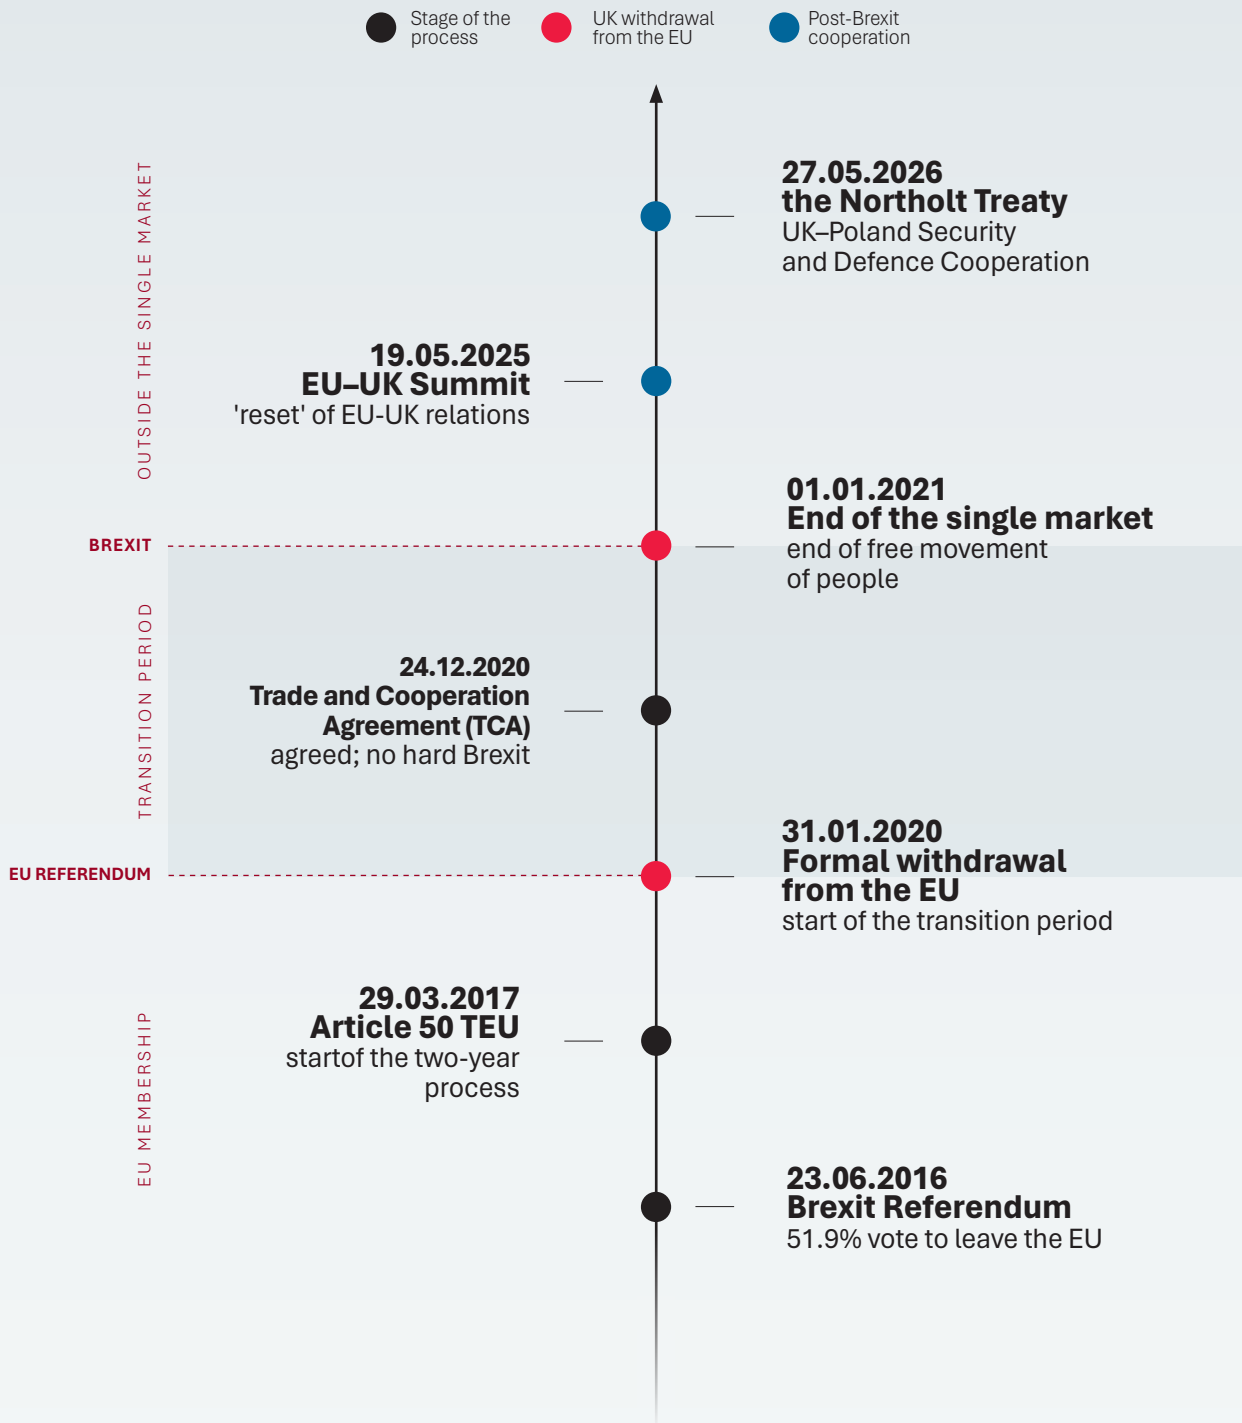 Stage of the
process
UK withdrawal
from the EU
Post-Brexit
cooperation
OUTSIDE THE SINGLE MARKET
27.05.2026
the Northolt Treaty
UK–Poland Security
and Defence Cooperation
19.05.2025
EU–UK Summit
'reset' of EU-UK relations
01.01.2021
End of the single market
end of free movement
of people
BREXIT
TRANSITION PERIOD
24.12.2020
Trade and Cooperation
Agreement (TCA)
agreed; no hard Brexit
31.01.2020
Formal withdrawal
from the EU
start of the transition period
EU REFERENDUM
29.03.2017
Article 50 TEU
startof the two-year
process
EU MEMBERSHIP
23.06.2016
Brexit Referendum
51.9% vote to leave the EU